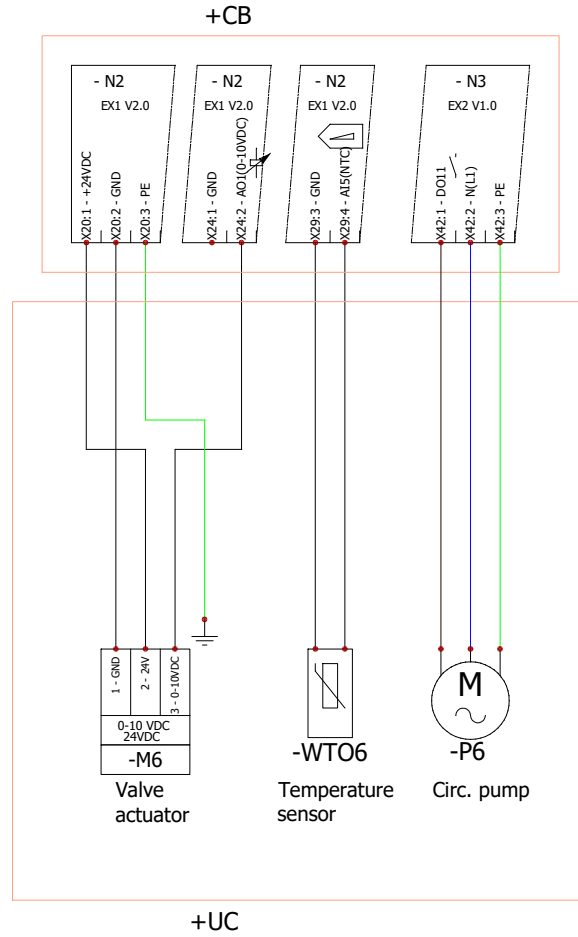 +CB
- N2
EX1 V2.0
- N2
EX1 V2.0
- N2
EX1 V2.0
- N3
EX2 V1.0
X20:1 - +24VDC
X20:2 - GND
X20:3 - PE
X24:1 - GND
X24:2 - AO1(0-10VDC)
X29:3 - GND
X29:4 - AI5(NTC)
X42:1 - DO11
X42:2 - N(L1)
X42:3 - PE
1 - GND
2 - 24V
3 - 0-10VDC
0-10 VDC
24VDC
-M6
Valve
actuator
-WTO6
Temperature
sensor
M
-P6
Circ. pump
+UC